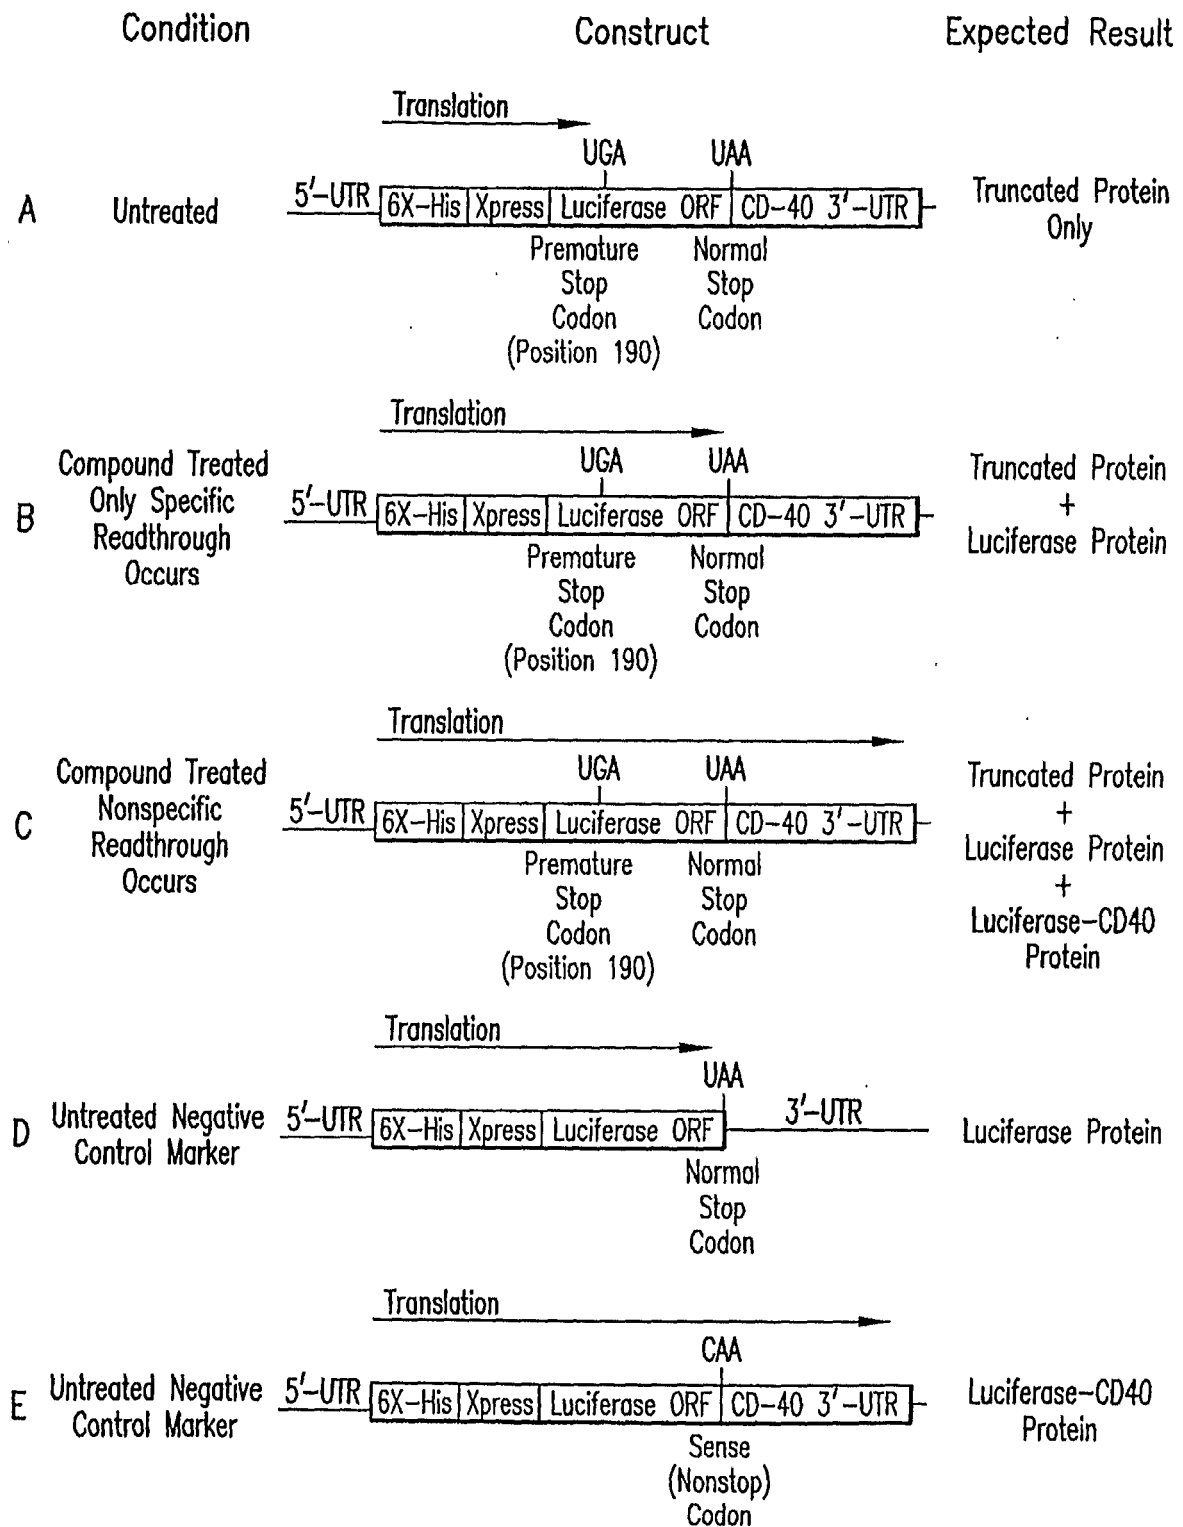 Condition Construct Expected Result
Translation
UGA UAA
A Untreated 5'-UTR 6X-His Xpress Luciferase ORF CD-40 3'-UTR Truncated Protein
Only
Premature Normal
Stop Stop
Codon Codon
(Position 190)
Translation
UGA UAA
B Compound Treated
Only Specific
Readthrough
Occurs
5'-UTR 6X-His Xpress Luciferase ORF CD-40 3'-UTR
Truncated Protein
+
Luciferase Protein
Premature Normal
Stop Stop
Codon Codon
(Position 190)
Translation
UGA UAA
C Compound Treated
Nonspecific
Readthrough
Occurs
5'-UTR 6X-His Xpress Luciferase ORF CD-40 3'-UTR
Truncated Protein
+
Luciferase Protein
+
Luciferase-CD40
Protein
Premature Normal
Stop Stop
Codon Codon
(Position 190)
Translation
UAA
D Untreated Negative
Control Marker
5'-UTR 6X-His Xpress Luciferase ORF 3'-UTR
Luciferase Protein
Normal
Stop
Codon
Translation
CAA
E Untreated Negative
Control Marker
5'-UTR 6X-His Xpress Luciferase ORF CD-40 3'-UTR
Luciferase-CD40
Protein
Sense
(Nonstop)
Codon